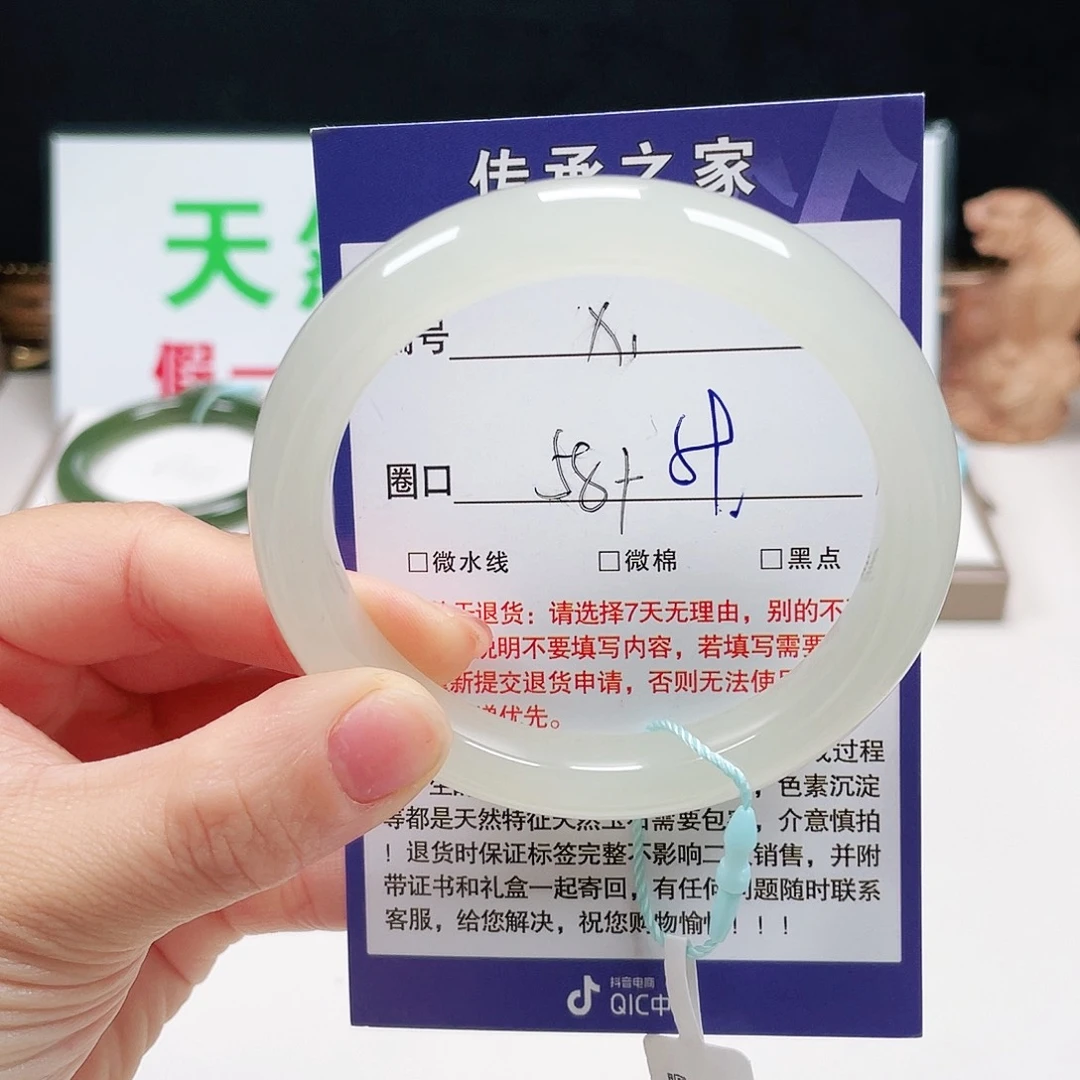 传承之家
天
假一
编号 X,
圈口 58+
□微水线 □微棉 □黑点
于退货：请选择7天无理由，别的不
说明不要填写内容，若填写需要
新提交退货申请，否则无法使
优先。
过程
，色素沉淀
等都是天然特征天然玉石需要包，介意慎拍
！退货时保证标签完整不影响二次销售，并附
带证书和礼盒一起寄回，有任何问题随时联系
客服，给您解决，祝您购物愉！！！
抖音电商
QIC中